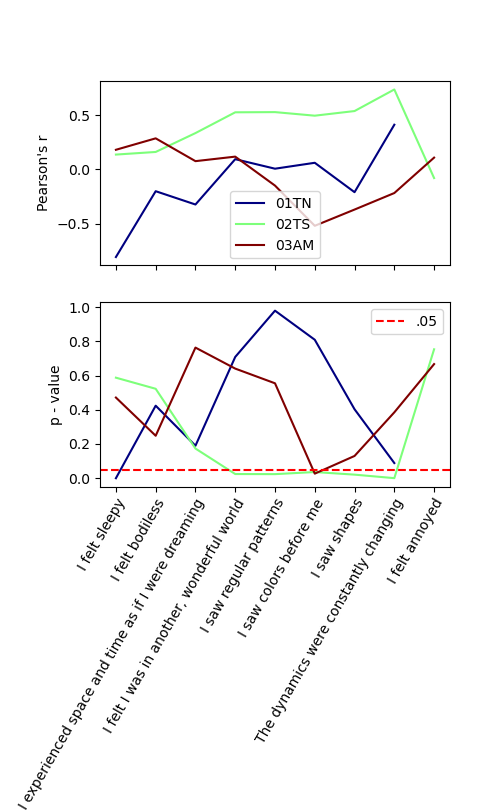 Pearson's r
0.5
0.0
−0.5
01TN
02TS
03AM
p - value
1.0
0.8
0.6
0.4
0.2
0.0
.05
I felt sleepy
I felt bodiless
I experienced space and time as if I were dreaming
I felt I was in another, wonderful world
I saw regular patterns
I saw colors before me
I saw shapes
The dynamics were constantly changing
I felt annoyed